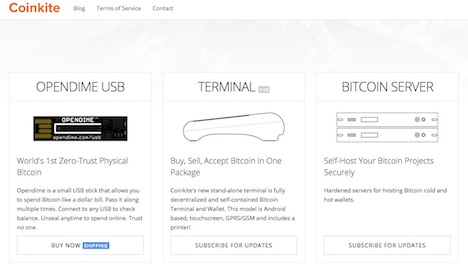 Coinkite
Blog
Terms of Service
Contact
OPENDIME USB
OPENDIME
opendime.com/usb
World's 1st Zero-Trust Physical
Bitcoin
Opendime is a small USB stick that allows you
to spend Bitcoin like a dollar bill. Pass it along
multiple times. Connect to any USB to check
balance. Unseal anytime to spend online. Trust
no one.
BUY NOW SHIPPING
TERMINAL
Buy, Sell, Accept Bitcoin In One
Package
Coinkite's new stand-alone terminal is fully
decentralized and self-contained Bitcoin
Terminal and Wallet. This model is Android
based, touchscreen, GPRS/GSM and includes a
printer!
SUBSCRIBE FOR UPDATES
BITCOIN SERVER
Self-Host Your Bitcoin Projects
Securely
Hardened servers for hosting Bitcoin cold and
hot wallets.
SUBSCRIBE FOR UPDATES